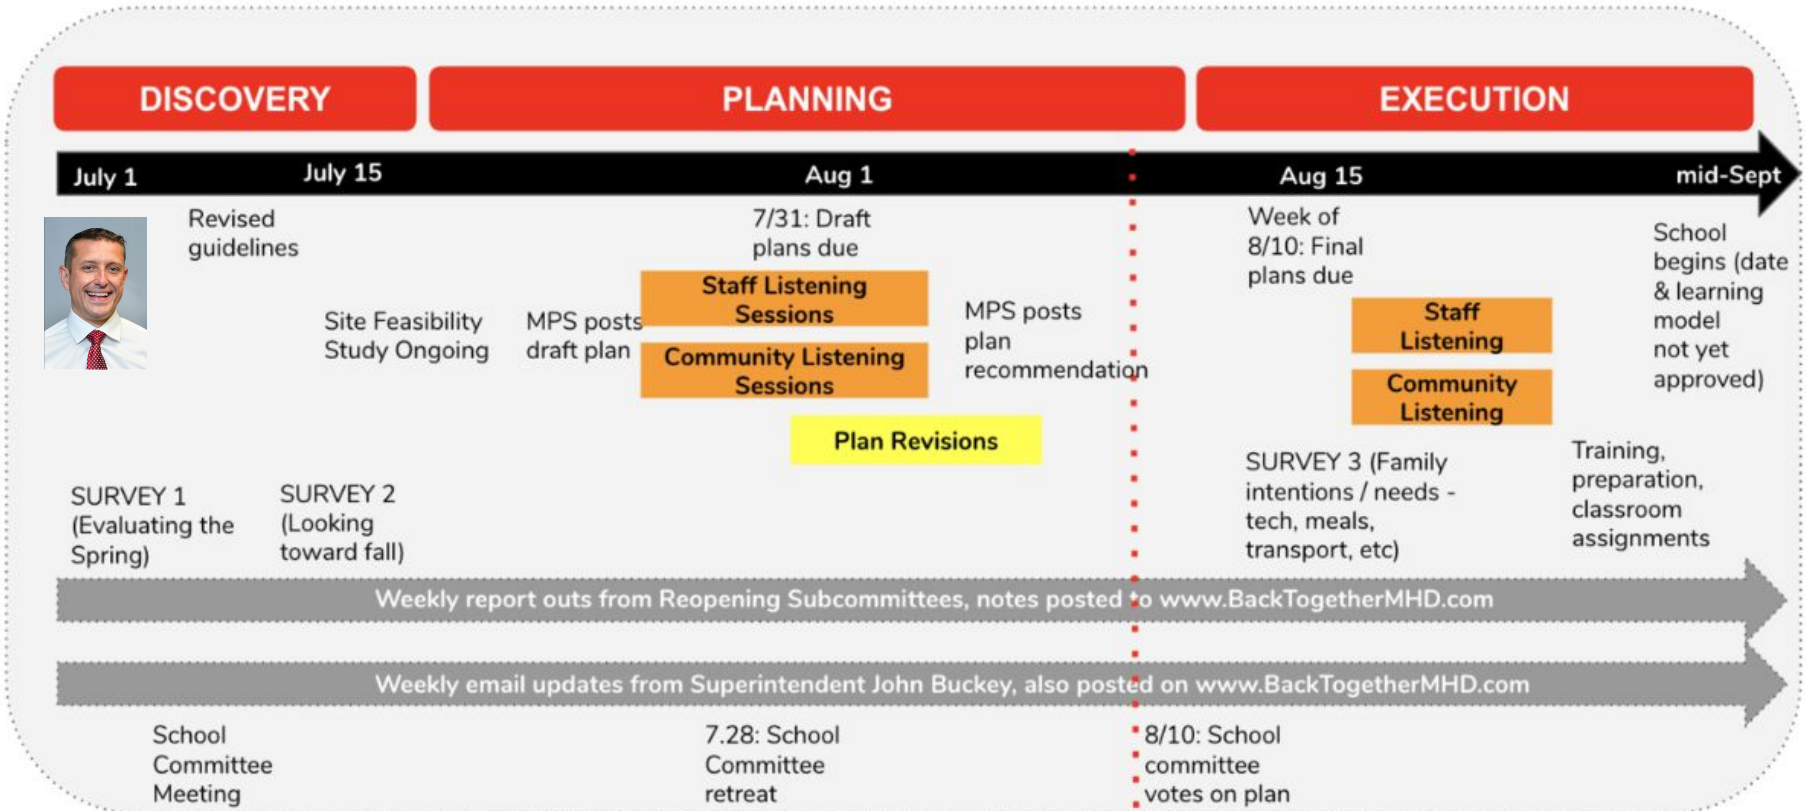 DISCOVERY
PLANNING
EXECUTION
July 1
July 15
Aug 1
Aug 15
mid-Sept
Revised
guidelines
7/31: Draft
plans due
Week of
8/10: Final
plans due
School
begins (date
& learning
model
not yet
approved)
Site Feasibility
Study Ongoing
MPS posts
draft plan
Staff Listening
Sessions
Community Listening
Sessions
MPS posts
plan
recommendation
Staff
Listening
Community
Listening
Plan Revisions
SURVEY 1
(Evaluating the
Spring)
SURVEY 2
(Looking
toward fall)
SURVEY 3 (Family
intentions / needs -
tech, meals,
transport, etc)
Training,
preparation,
classroom
assignments
Weekly report outs from Reopening Subcommittees, notes posted to www.BackTogetherMHD.com
Weekly email updates from Superintendent John Buckey, also posted on www.BackTogetherMHD.com
School
Committee
Meeting
7.28: School
Committee
retreat
8/10: School
committee
votes on plan